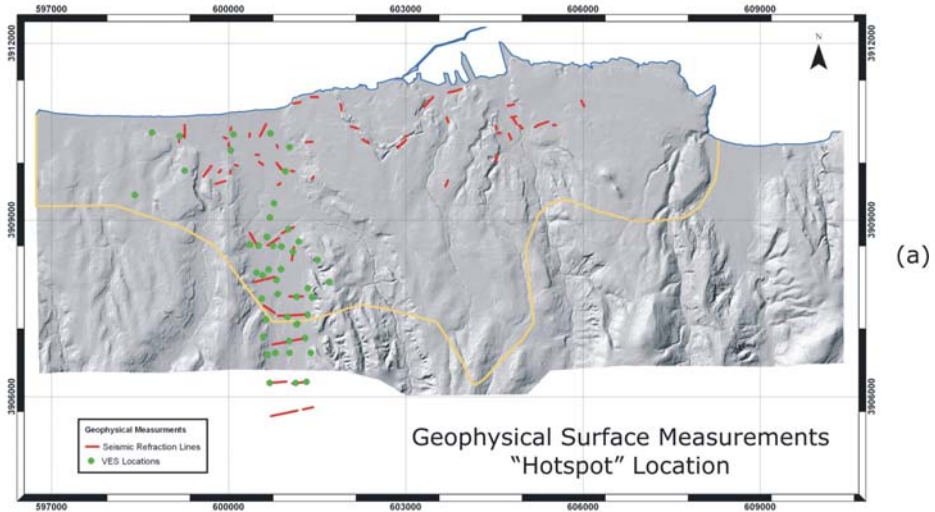 597000 600000 603000 606000 609000
3912000 3912000
N
3909000 3909000
(a)
3906000 3906000
Geophysical Measurments
Seismic Refraction Lines
VES Locations
Geophysical Surface Measurements
“Hotspot” Location
597000 600000 603000 606000 609000